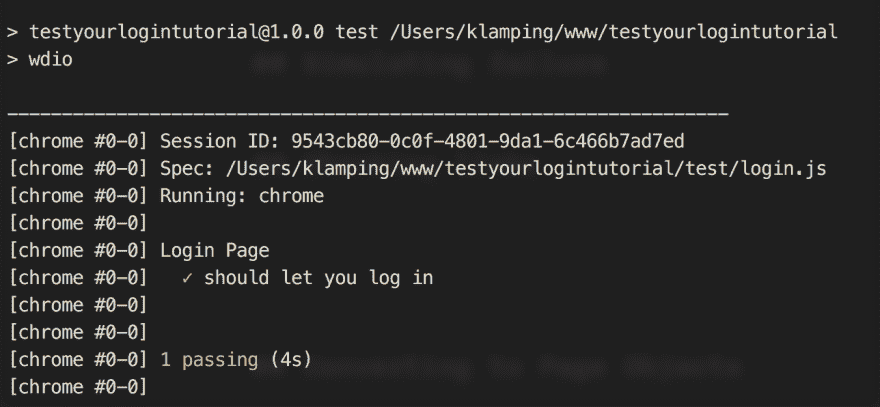 > testyourlogintutorial@1.0.0 test /Users/klamping/www/testyourlogintutorial
> wdio
------------------------------------------------------------------
[chrome #0-0] Session ID: 9543cb80-0c0f-4801-9da1-6c466b7ad7ed
[chrome #0-0] Spec: /Users/klamping/www/testyourlogintutorial/test/login.js
[chrome #0-0] Running: chrome
[chrome #0-0]
[chrome #0-0] Login Page
[chrome #0-0]   ✓ should let you log in
[chrome #0-0]
[chrome #0-0]
[chrome #0-0] 1 passing (4s)
[chrome #0-0]